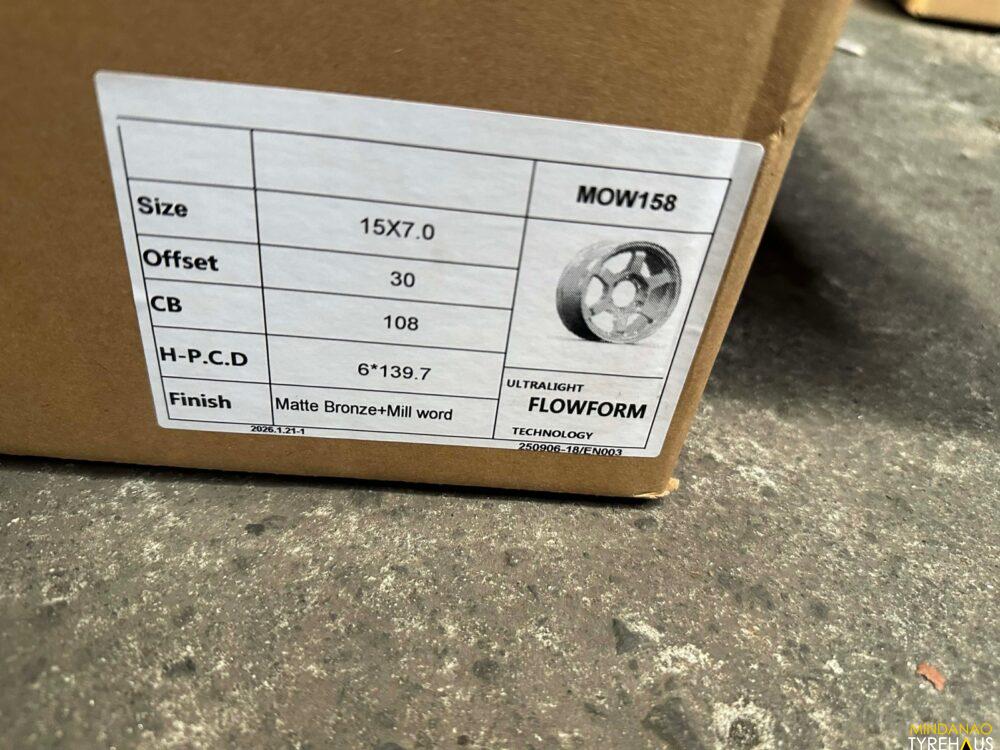 MOW158
Size 15X7.0
Offset 30
CB 108
H-P.C.D 6*139.7
Finish Matte Bronze+Mill word
ULTRALIGHT
FLOWFORM
TECHNOLOGY
2026.1.21-1
250906-18/EN003
MINDANAO
TYREHAUS